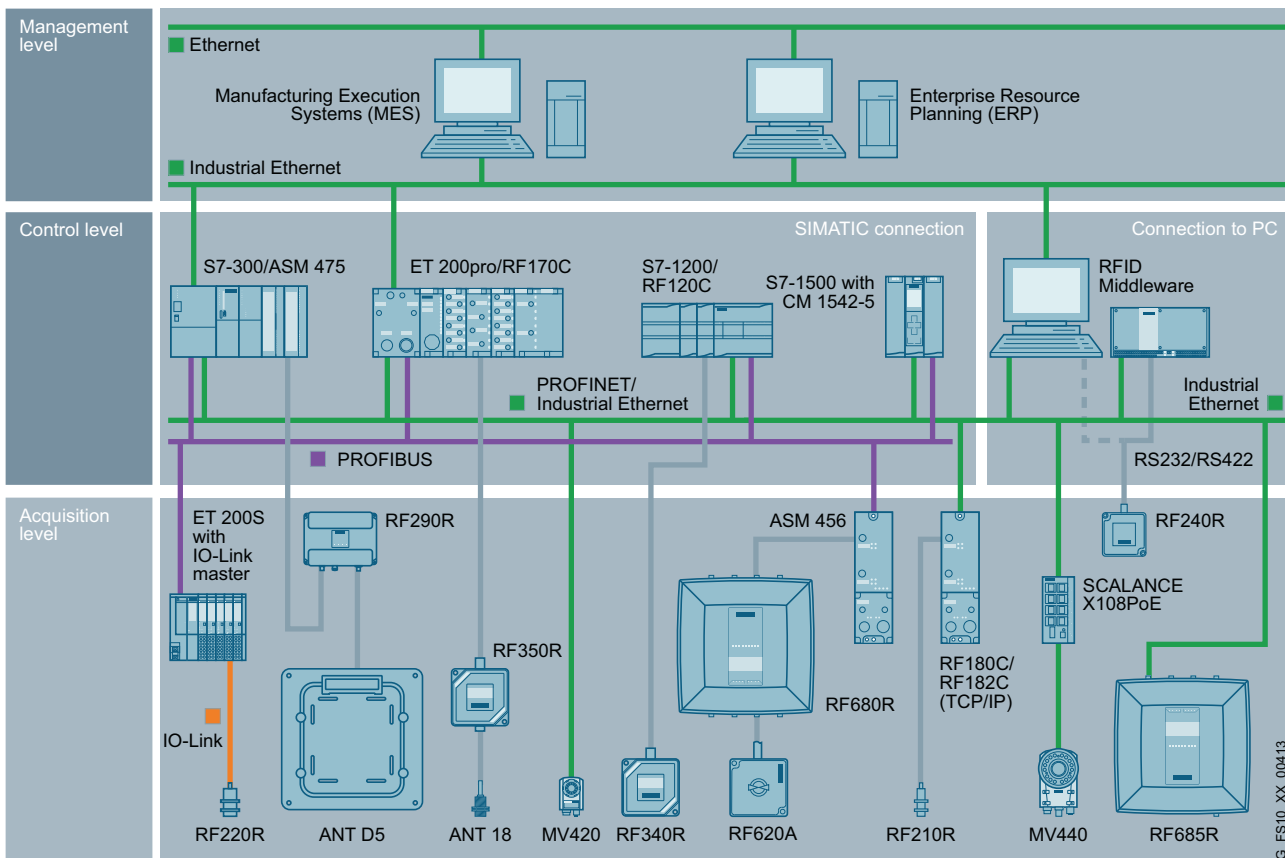 Management
level
Ethernet
Manufacturing Execution
Systems (MES)
Enterprise Resource
Planning (ERP)
Industrial Ethernet
Control level
SIMATIC connection
Connection to PC
S7-300/ASM 475
ET 200pro/RF170C
S7-1200/
RF120C
S7-1500 with
CM 1542-5
RFID
Middleware
PROFINET/
Industrial Ethernet
Industrial
Ethernet
PROFIBUS
RS232/RS422
Acquisition
level
ET 200S
with
IO-Link
master
RF290R
ASM 456
RF240R
SCALANCE
X108PoE
RF350R
RF680R
RF180C/
RF182C
(TCP/IP)
IO-Link
RF220R
ANT D5
ANT 18
MV420
RF340R
RF620A
RF210R
MV440
RF685R
G_FS10_XX_00413